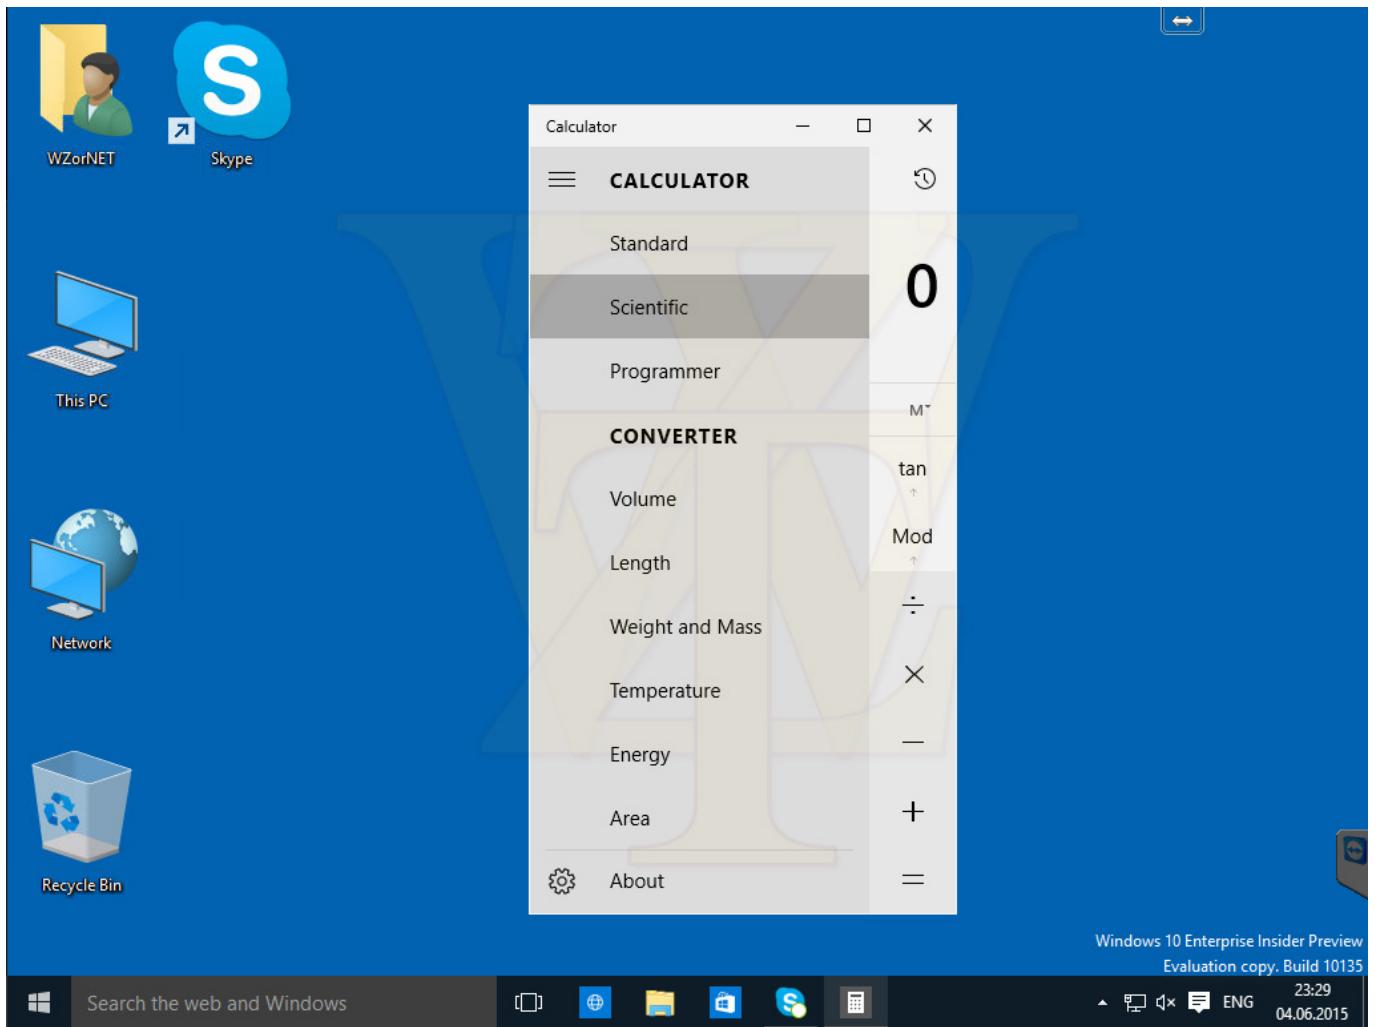 WZorNET
Skype
This PC
Network
Recycle Bin
Calculator
CALCULATOR
Standard
Scientific
Programmer
CONVERTER
Volume
Length
Weight and Mass
Temperature
Energy
Area
About
0
M
tan
Mod
÷
×
−
+
=
WZT
Windows 10 Enterprise Insider Preview
Evaluation copy. Build 10135
Search the web and Windows
ENG
23:29
04.06.2015